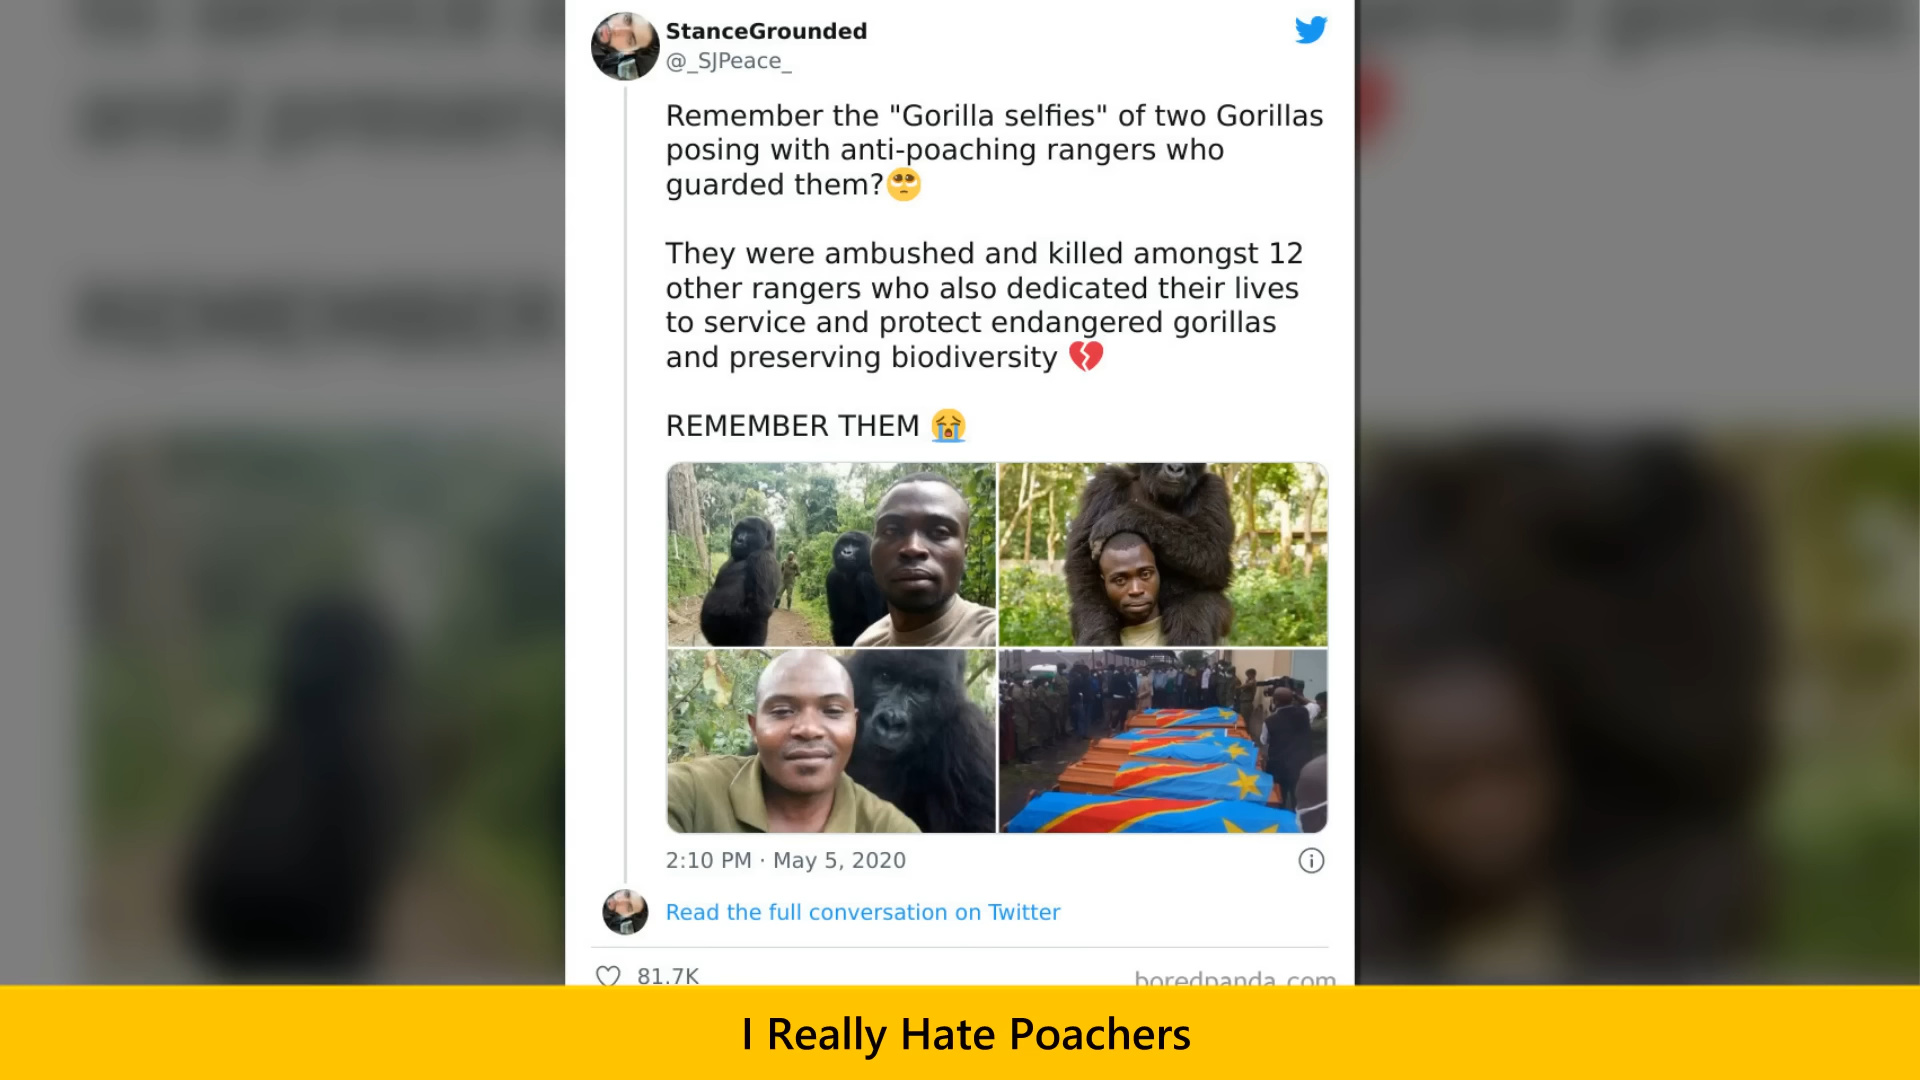 StanceGrounded
@_SJPeace_
Remember the "Gorilla selfies" of two Gorillas
posing with anti-poaching rangers who
guarded them?🥺
They were ambushed and killed amongst 12
other rangers who also dedicated their lives
to service and protect endangered gorillas
and preserving biodiversity 💔
REMEMBER THEM 😭
2:10 PM · May 5, 2020
Read the full conversation on Twitter
81.7K
boredpanda.com
I Really Hate Poachers